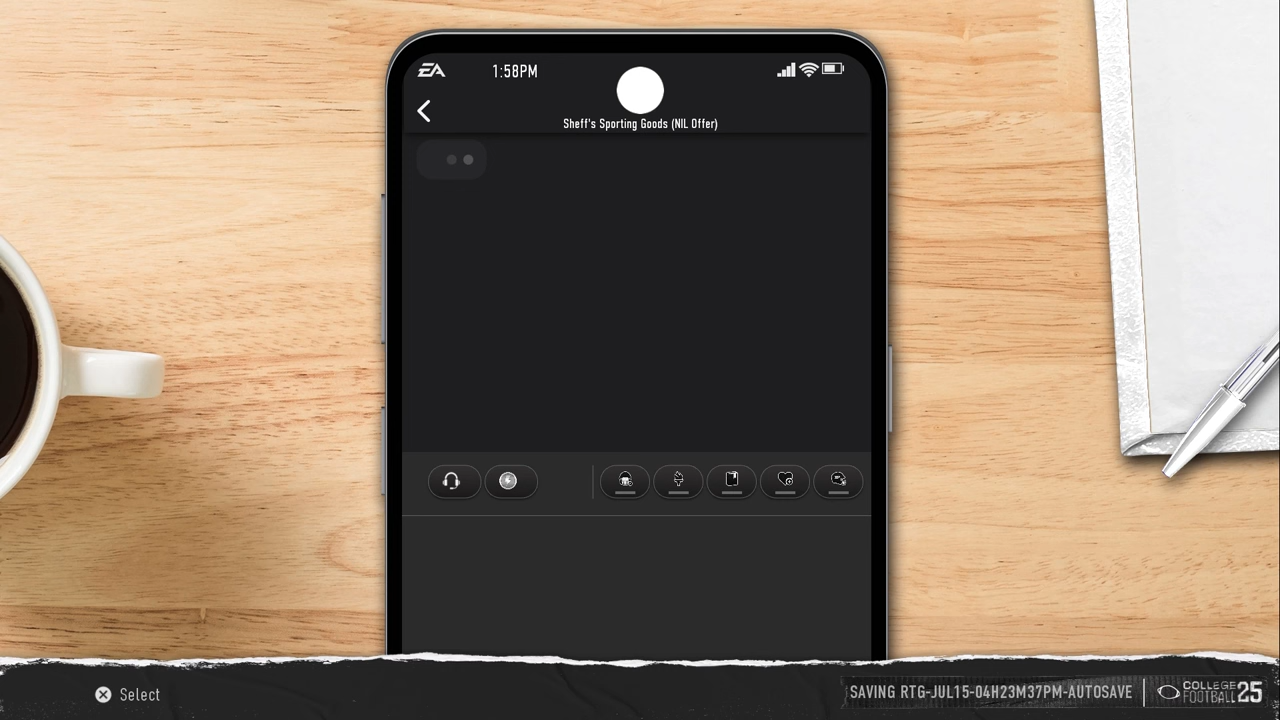 EA
1:58PM
Sheff's Sporting Goods (NIL Offer)
Select
SAVING RTG-JUL15-04H23M37PM-AUTOSAVE
COLLEGE
FOOTBALL 25